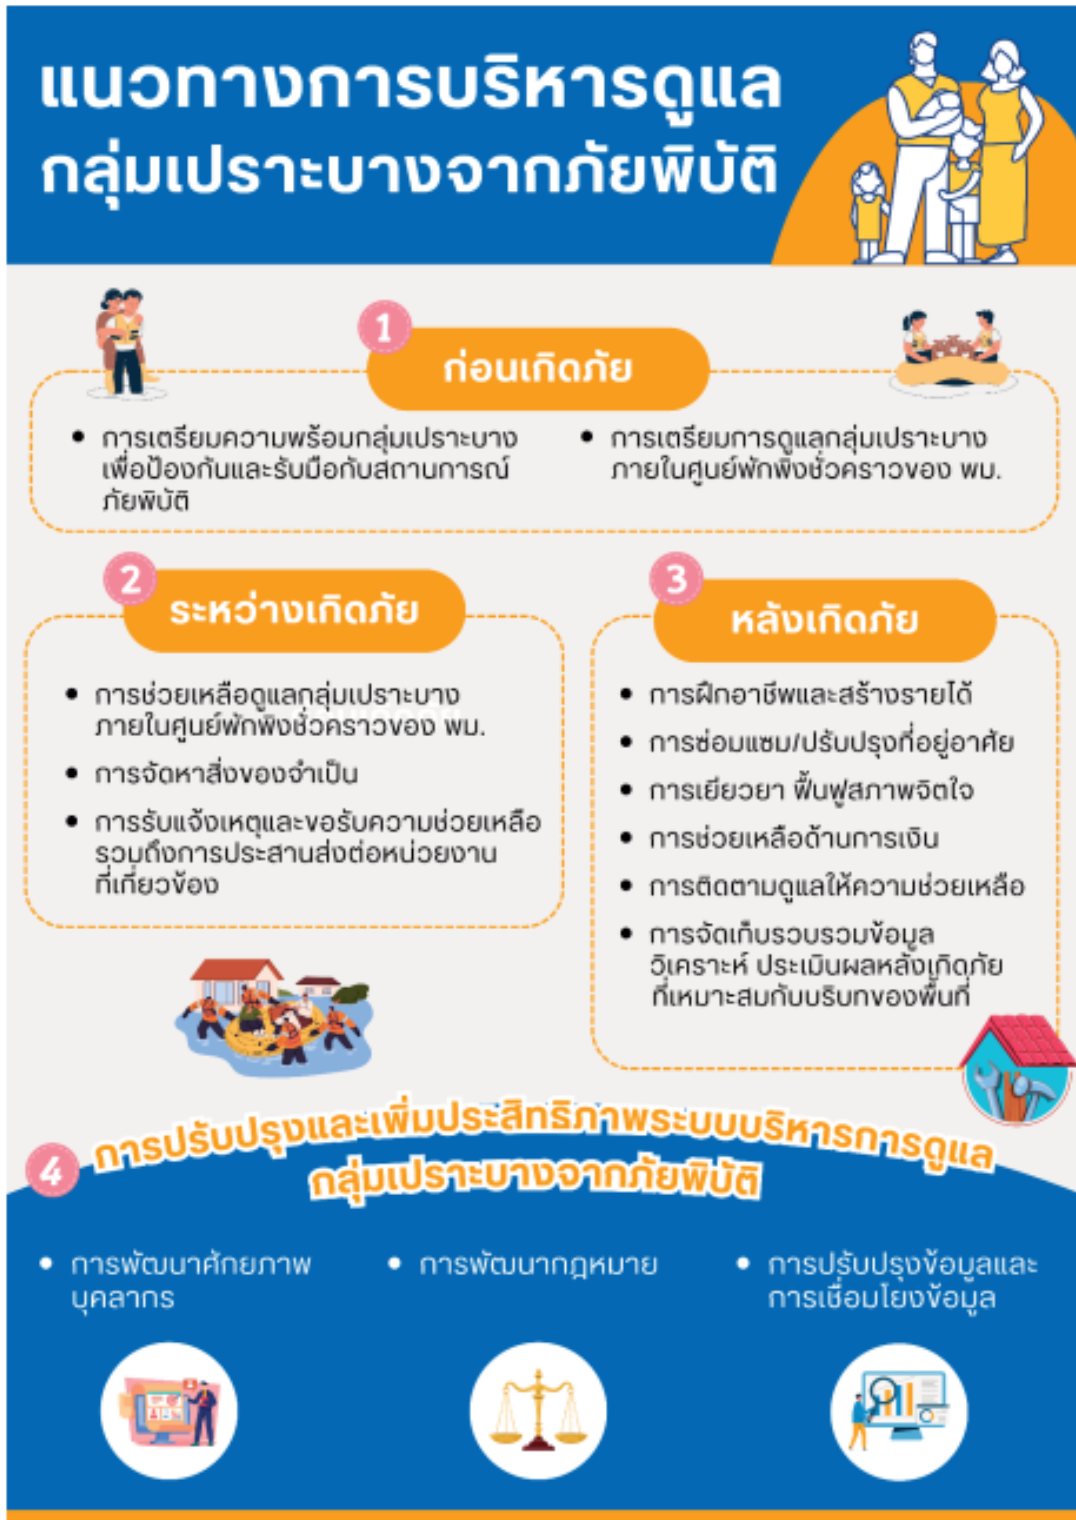 แนวทางการบริหารดูแล
กลุ่มเปราะบางจากภัยพิบัติ
1
ก่อนเกิดภัย
• การเตรียมความพร้อมกลุ่มเปราะบาง
เพื่อป้องกันและรับมือกับสถานการณ์
ภัยพิบัติ
• การเตรียมการดูแลกลุ่มเปราะบาง
ภายในศูนย์พักพิงชั่วคราวของ พม.
2
ระหว่างเกิดภัย
• การช่วยเหลือดูแลกลุ่มเปราะบาง
ภายในศูนย์พักพิงชั่วคราวของ พม.
• การจัดหาสิ่งของจำเป็น
• การรับแจ้งเหตุและขอรับความช่วยเหลือ
รวมถึงการประสานส่งต่อหน่วยงาน
ที่เกี่ยวข้อง
3
หลังเกิดภัย
• การฝึกอาชีพและสร้างรายได้
• การซ่อมแซม/ปรับปรุงที่อยู่อาศัย
• การเยียวยา ฟื้นฟูสภาพจิตใจ
• การช่วยเหลือด้านการเงิน
• การติดตามดูแลให้ความช่วยเหลือ
• การจัดเก็บรวบรวมข้อมูล
วิเคราะห์ ประเมินผลหลังเกิดภัย
ที่เหมาะสมกับบริบทของพื้นที่
4
การปรับปรุงและเพิ่มประสิทธิภาพระบบบริหารการดูแล
กลุ่มเปราะบางจากภัยพิบัติ
• การพัฒนาศักยภาพ
บุคลากร
• การพัฒนากฎหมาย
• การปรับปรุงข้อมูลและ
การเชื่อมโยงข้อมูล